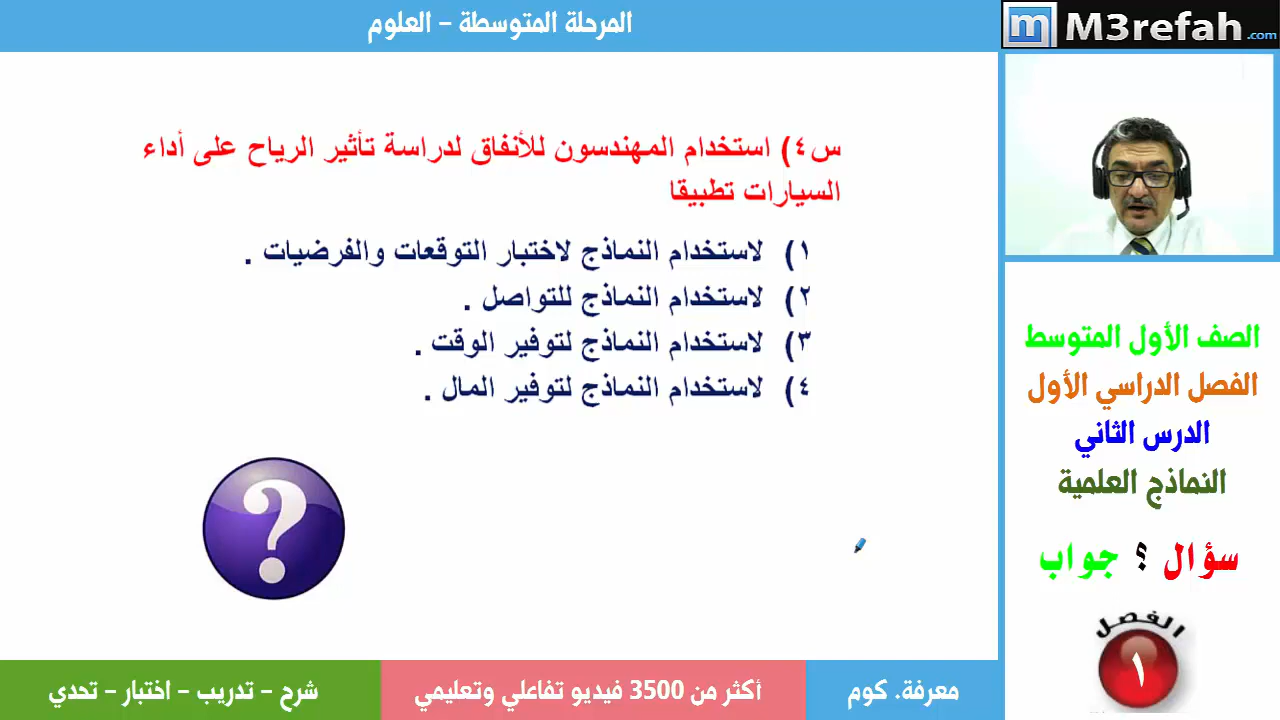 المرحلة المتوسطة - العلوم
m M3refah.com
س٤) استخدام المهندسون للأنفاق لدراسة تأثير الرياح على أداء
السيارات تطبيقا
١) لاستخدام النماذج لاختبار التوقعات والفرضيات .
٢) لاستخدام النماذج للتواصل .
٣) لاستخدام النماذج لتوفير الوقت .
٤) لاستخدام النماذج لتوفير المال .
?
الصف الأول المتوسط
الفصل الدراسي الأول
الدرس الثاني
النماذج العلمية
سؤال ؟ جواب
الفصل
١
معرفة. كوم
أكثر من 3500 فيديو تفاعلي وتعليمي
شرح - تدريب - اختبار - تحدي